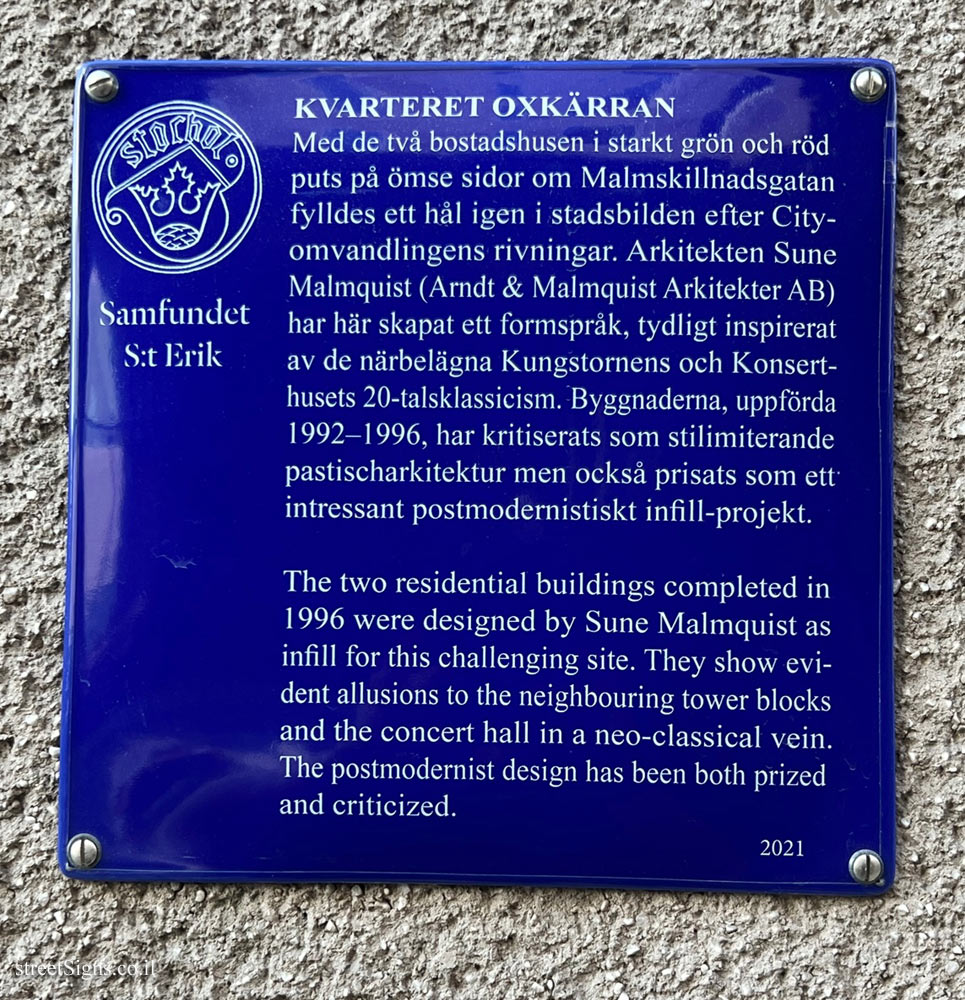 stochol
Samfundet
S:t Erik
KVARTERET OXKÄRRAN
Med de två bostadshusen i starkt grön och röd
puts på ömse sidor om Malmskillnadsgatan
fylldes ett hål igen i stadsbilden efter City-
omvandlingens rivningar. Arkitekten Sune
Malmquist (Arndt & Malmquist Arkitekter AB)
har här skapat ett formspråk, tydligt inspirerat
av de närbelägna Kungstornens och Konsert-
husets 20-talsklassicism. Byggnaderna, uppförda
1992–1996, har kritiserats som stilimiterande
pastischarkitektur men också prisats som ett
intressant postmodernistiskt infill-projekt.
The two residential buildings completed in
1996 were designed by Sune Malmquist as
infill for this challenging site. They show evi-
dent allusions to the neighbouring tower blocks
and the concert hall in a neo-classical vein.
The postmodernist design has been both prized
and criticized.
2021
streetSigns.co.il